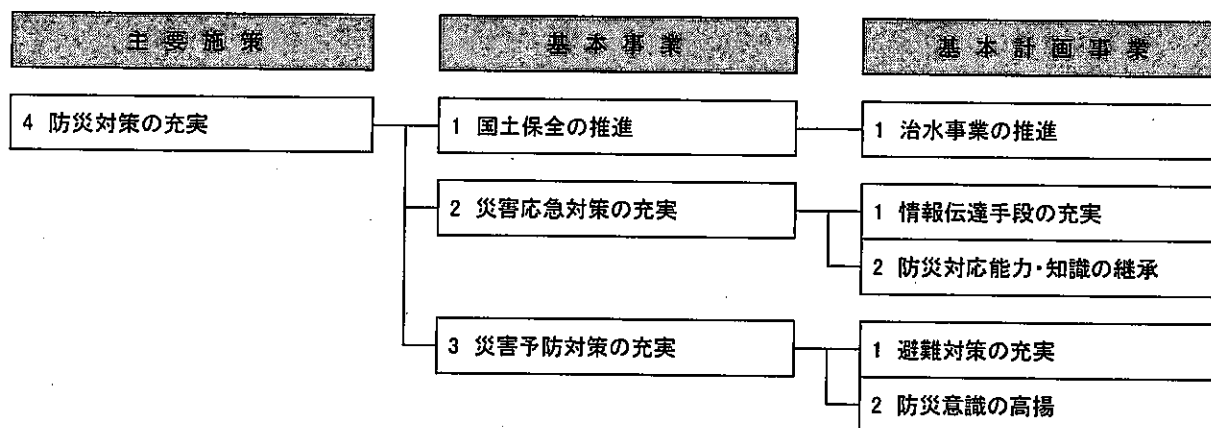 主要施策
基本事業
基本計画事業
4 防災対策の充実
1 国土保全の推進
1 治水事業の推進
2 災害応急対策の充実
1 情報伝達手段の充実
2 防災対応能力・知識の継承
3 災害予防対策の充実
1 避難対策の充実
2 防災意識の高揚